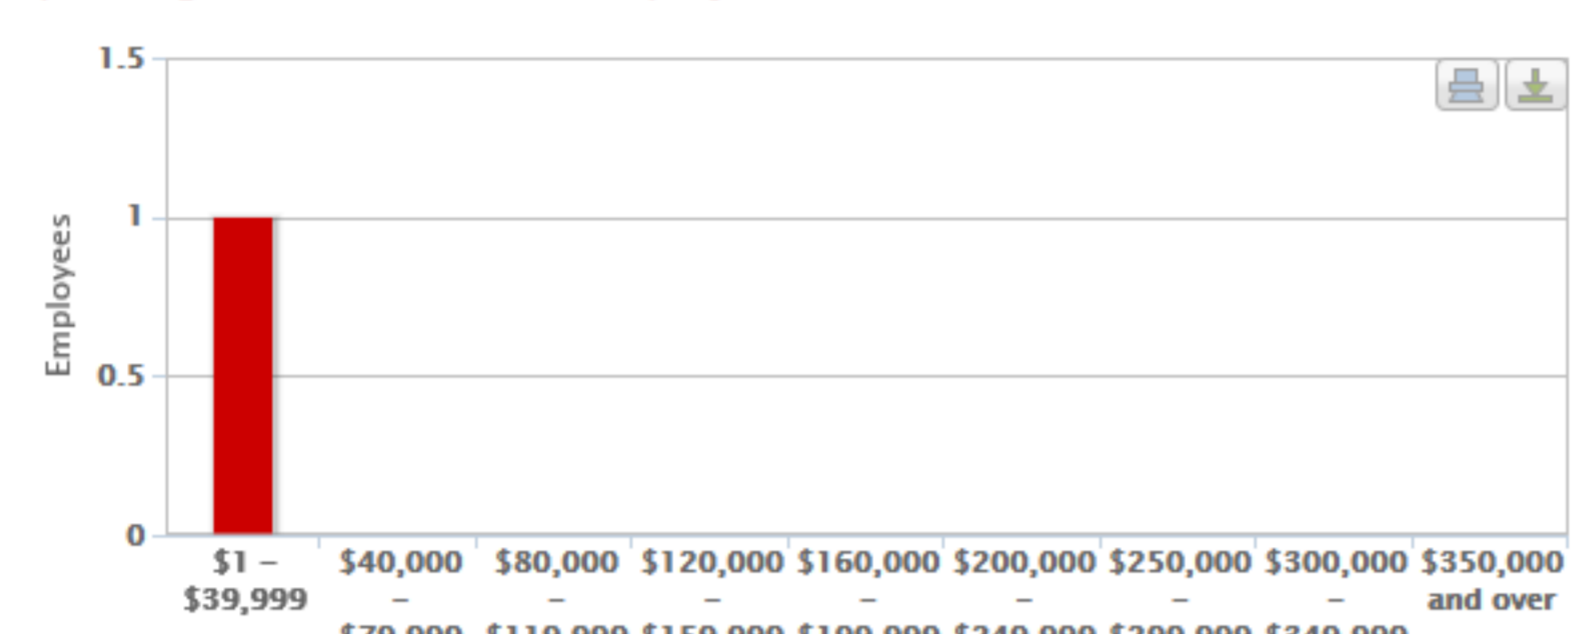 1.5
1
0.5
0
Employees
$1 – $40,000 $80,000 $120,000 $160,000 $200,000 $250,000 $300,000 $350,000
$39,999 – – – – – – – and over